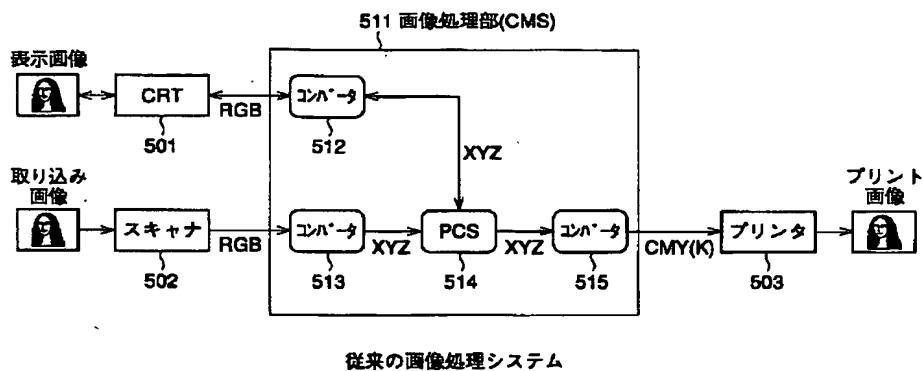 511 画像処理部(CMS)
表示画像
CRT
RGB
コンバータ
501
512
XYZ
取り込み
画像
プリント
画像
スキャナ
RGB
コンバータ
XYZ
PCS
XYZ
コンバータ
CMY(K)
プリンタ
502
513
514
515
503
従来の画像処理システム